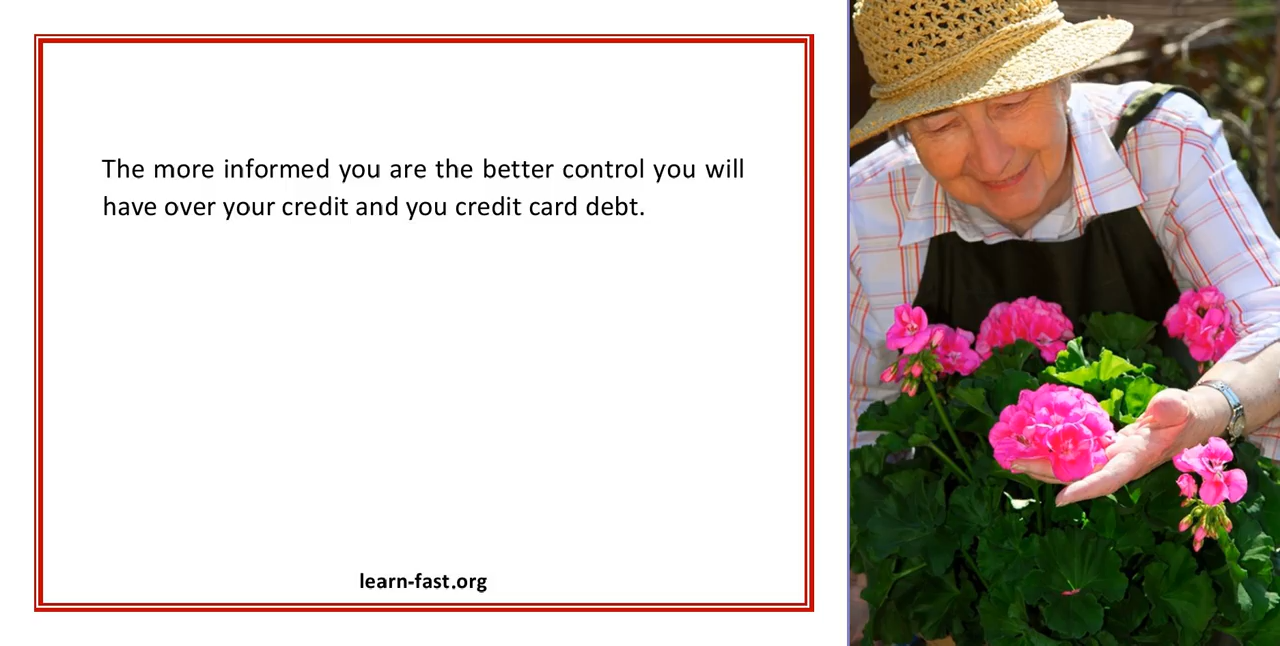 The more informed you are the better control you will
have over your credit and you credit card debt.
learn-fast.org